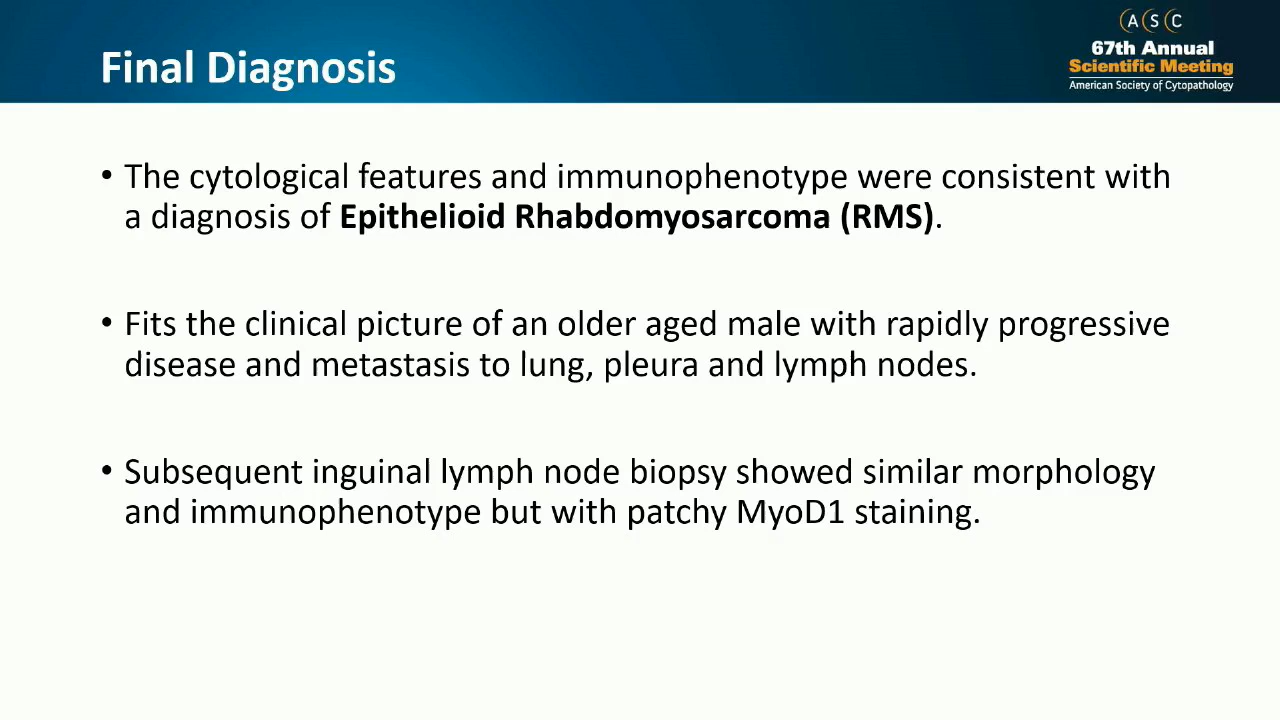 Final Diagnosis
ASC
67th Annual
Scientific Meeting
American Society of Cytopathology
• The cytological features and immunophenotype were consistent with
a diagnosis of Epithelioid Rhabdomyosarcoma (RMS).
• Fits the clinical picture of an older aged male with rapidly progressive
disease and metastasis to lung, pleura and lymph nodes.
• Subsequent inguinal lymph node biopsy showed similar morphology
and immunophenotype but with patchy MyoD1 staining.